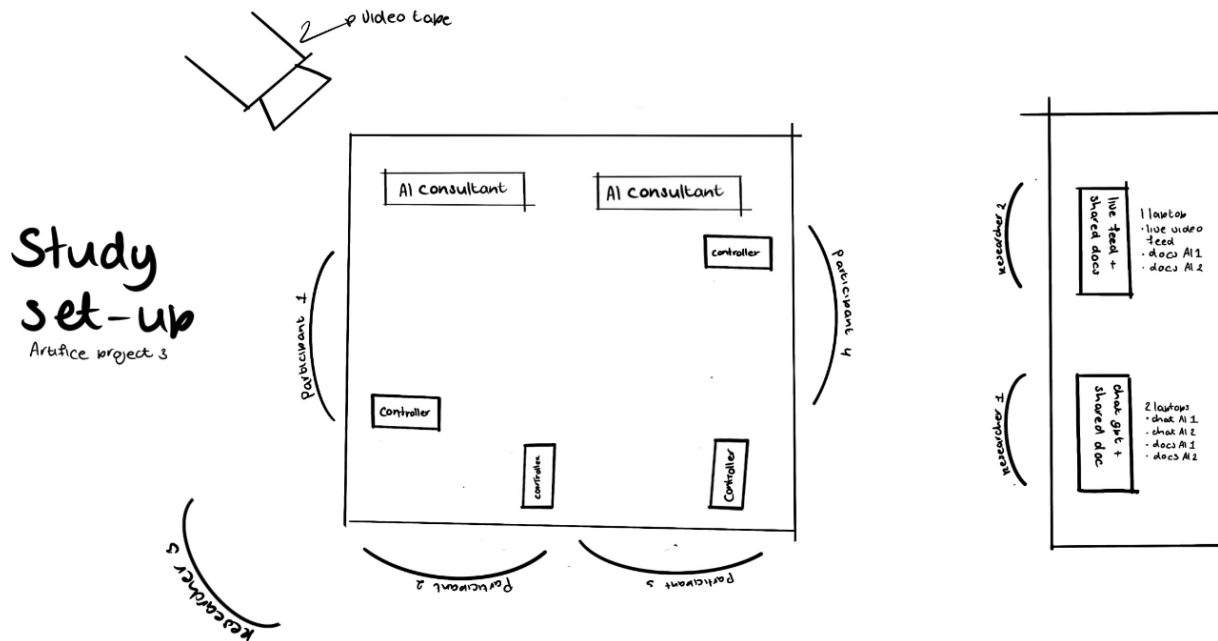 video tape
Study
set-up
Artifice project 3
AI consultant
AI consultant
controller
Participant 1
Participant 4
controller
controller
controller
Participant 2
Participant 3
Researcher 3
Researcher 2
live feed +
shared docs
1 laptop
· live video
feed
· docs AI 1
· docs AI 2
Researcher 1
chat gpt +
shared doc
2 laptops
· chat AI 1
· chat AI 2
· docs AI 1
· docs AI 2